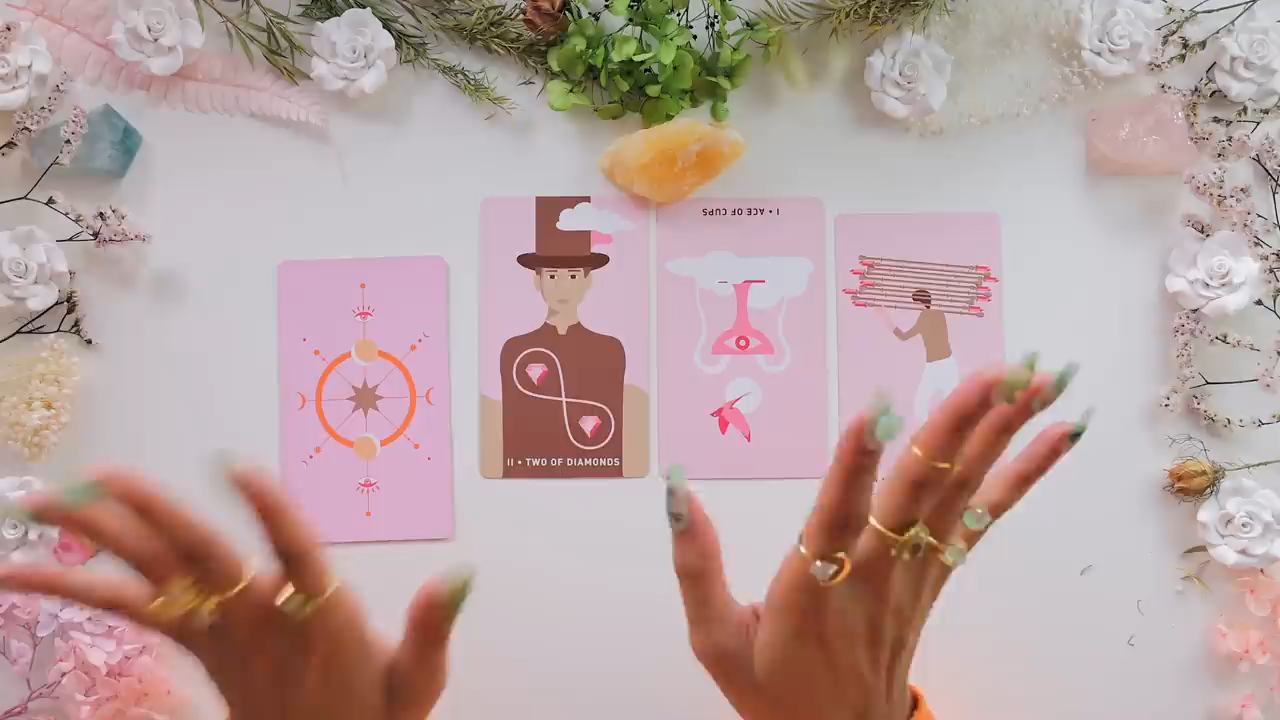 II • TWO OF DIAMONDS
I • ACE OF CUPS